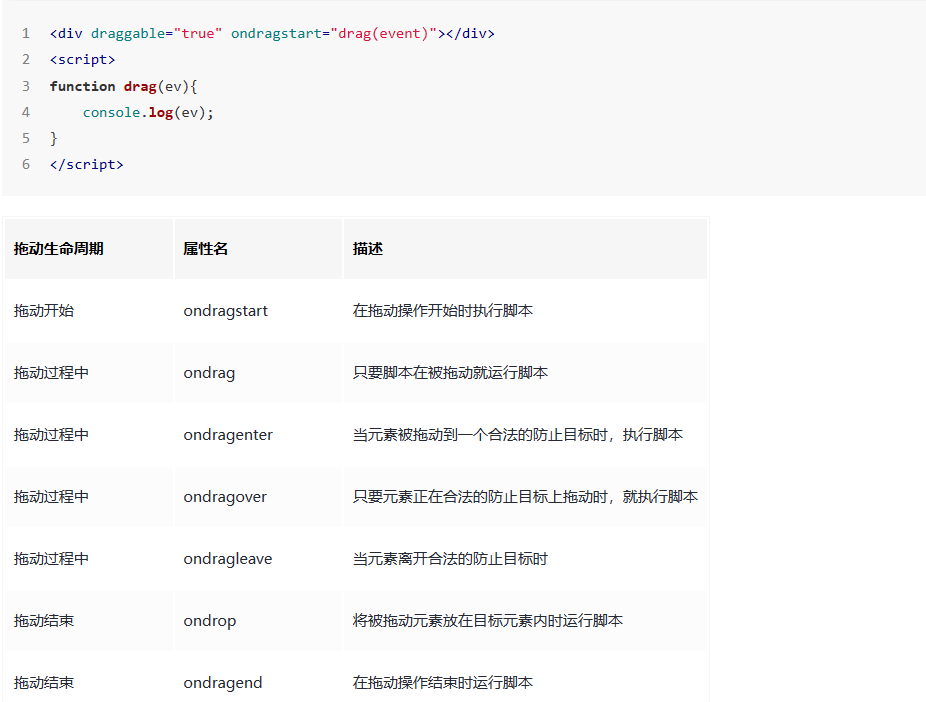 1 <div draggable="true" ondragstart="drag(event)"></div>
2 <script>
3 function drag(ev){
4     console.log(ev);
5 }
6 </script>
拖动生命周期 属性名 描述
拖动开始 ondragstart 在拖动操作开始时执行脚本
拖动过程中 ondrag 只要脚本在被拖动就运行脚本
拖动过程中 ondragenter 当元素被拖动到一个合法的防止目标时，执行脚本
拖动过程中 ondragover 只要元素正在合法的防止目标上拖动时，就执行脚本
拖动过程中 ondragleave 当元素离开合法的防止目标时
拖动结束 ondrop 将被拖动元素放在目标元素内时运行脚本
拖动结束 ondragend 在拖动操作结束时运行脚本